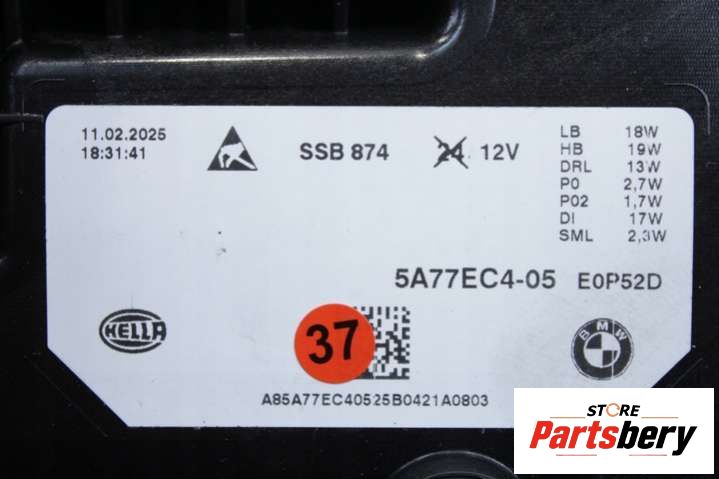 11.02.2025
18:31:41
SSB 874
24 12V
LB 18W
HB 19W
DRL 13W
P0 2,7W
P02 1,7W
DI 17W
SML 2,3W
5A77EC4-05 E0P52D
HELLA
37
BMW
A85A77EC40525B0421A0803
STORE
Partsbery